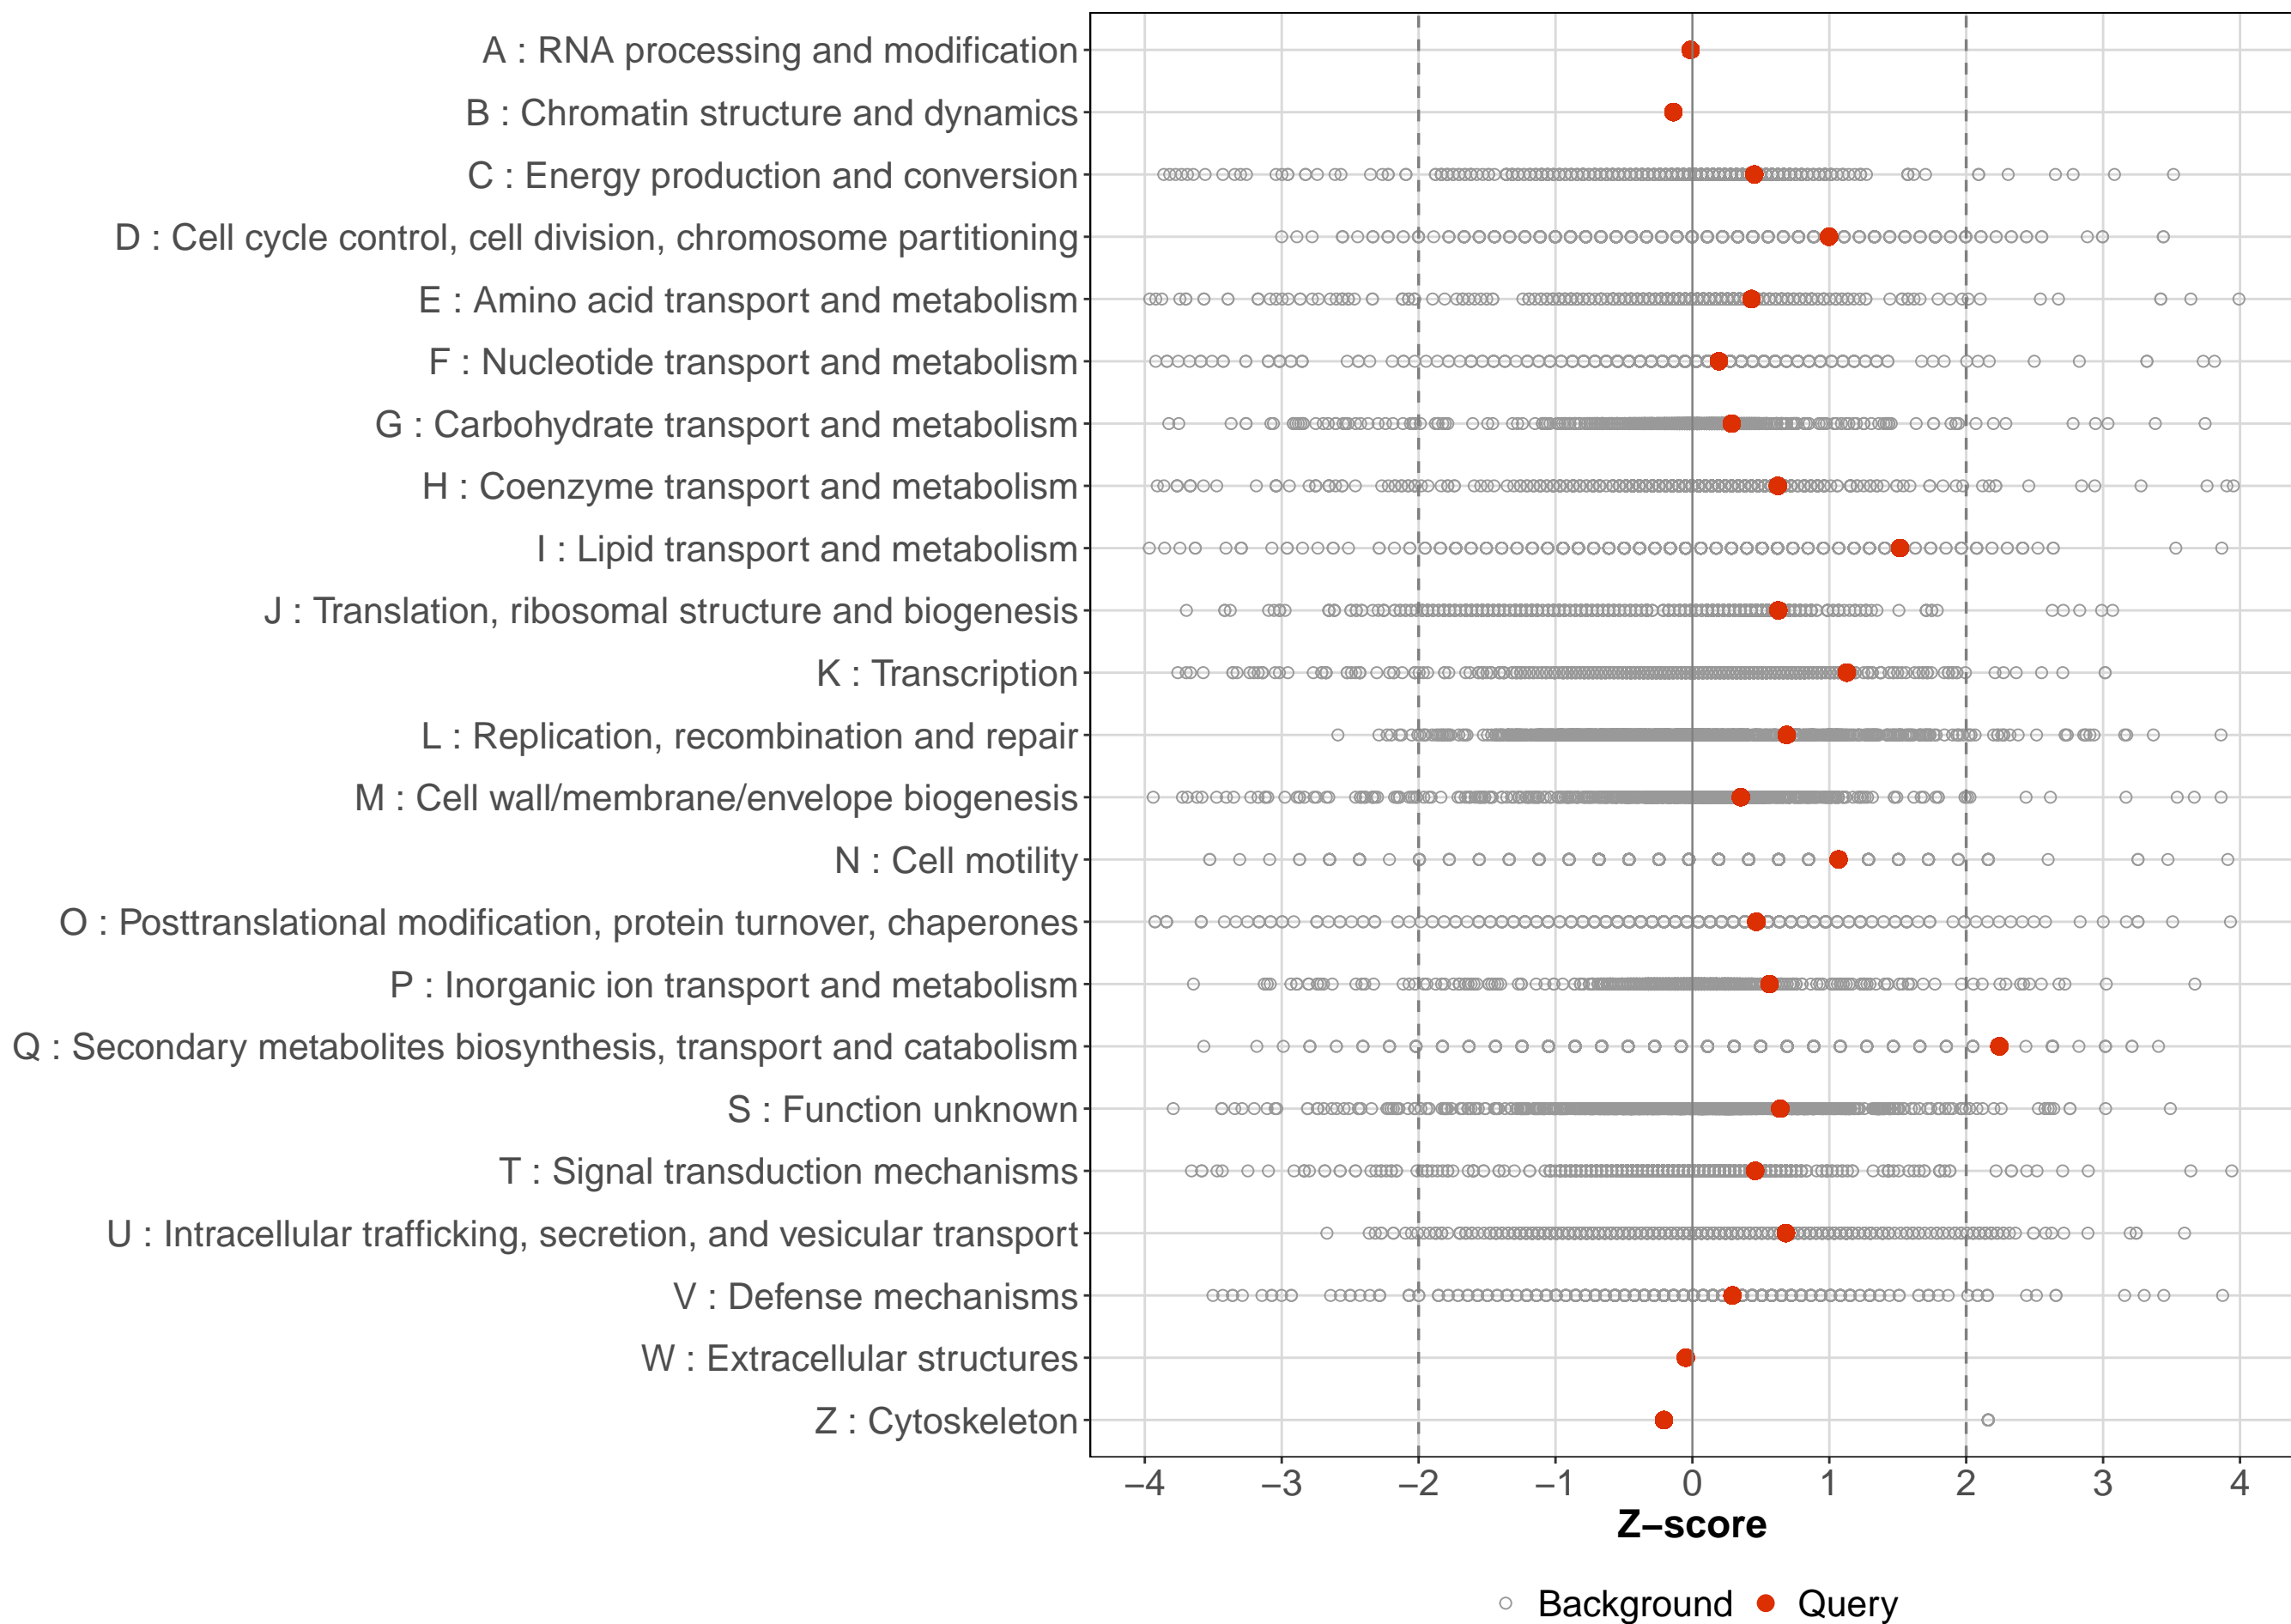 A : RNA processing and modification
B : Chromatin structure and dynamics
C : Energy production and conversion
D : Cell cycle control, cell division, chromosome partitioning
E : Amino acid transport and metabolism
F : Nucleotide transport and metabolism
G : Carbohydrate transport and metabolism
H : Coenzyme transport and metabolism
I : Lipid transport and metabolism
J : Translation, ribosomal structure and biogenesis
K : Transcription
L : Replication, recombination and repair
M : Cell wall/membrane/envelope biogenesis
N : Cell motility
O : Posttranslational modification, protein turnover, chaperones
P : Inorganic ion transport and metabolism
Q : Secondary metabolites biosynthesis, transport and catabolism
S : Function unknown
T : Signal transduction mechanisms
U : Intracellular trafficking, secretion, and vesicular transport
V : Defense mechanisms
W : Extracellular structures
Z : Cytoskeleton
−4 −3 −2 −1 0 1 2 3 4
Z−score
Background Query